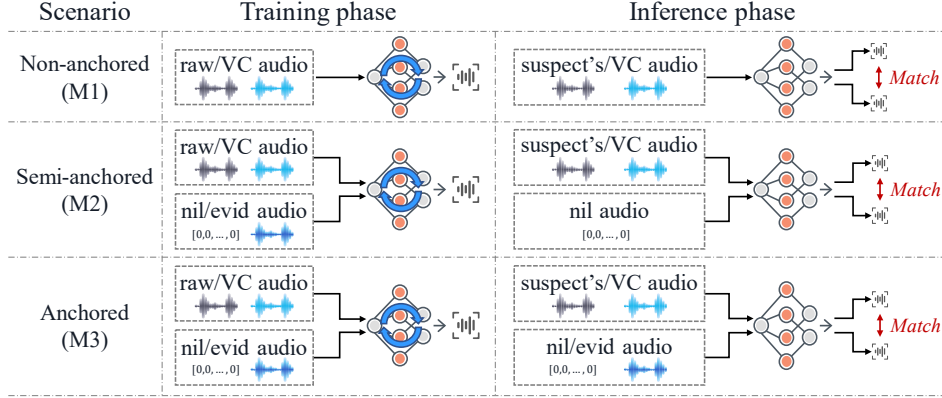 Scenario Training phase Inference phase
Non-anchored
(M1)
raw/VC audio
suspect's/VC audio
Match
Semi-anchored
(M2)
raw/VC audio
nil/evid audio
[0,0, ... , 0]
suspect's/VC audio
nil audio
[0,0, ... , 0]
Match
Anchored
(M3)
raw/VC audio
nil/evid audio
[0,0, ... , 0]
suspect's/VC audio
nil/evid audio
[0,0, ... , 0]
Match